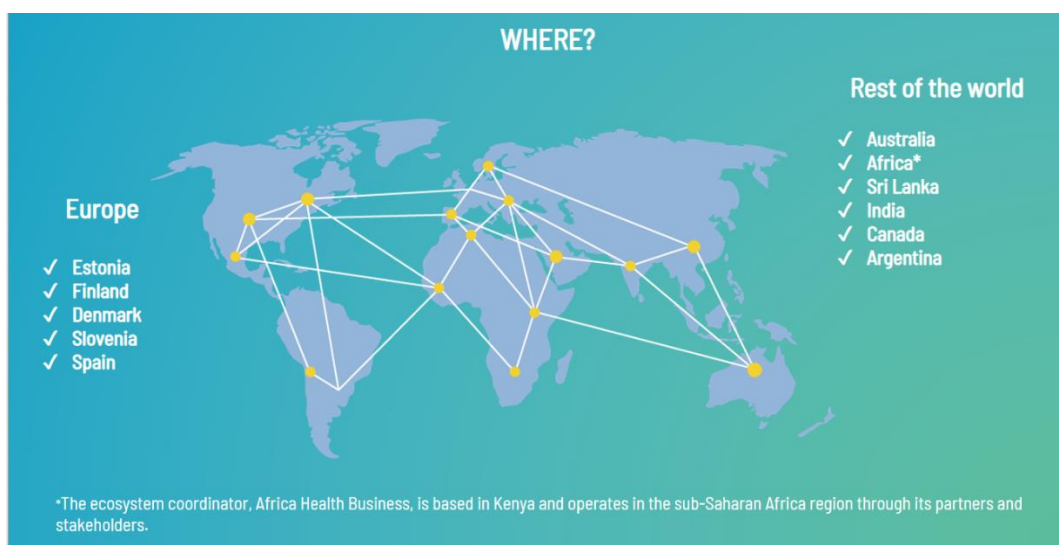 WHERE?
Europe
✓ Estonia
✓ Finland
✓ Denmark
✓ Slovenia
✓ Spain
Rest of the world
✓ Australia
✓ Africa*
✓ Sri Lanka
✓ India
✓ Canada
✓ Argentina
*The ecosystem coordinator, Africa Health Business, is based in Kenya and operates in the sub-Saharan Africa region through its partners and
stakeholders.